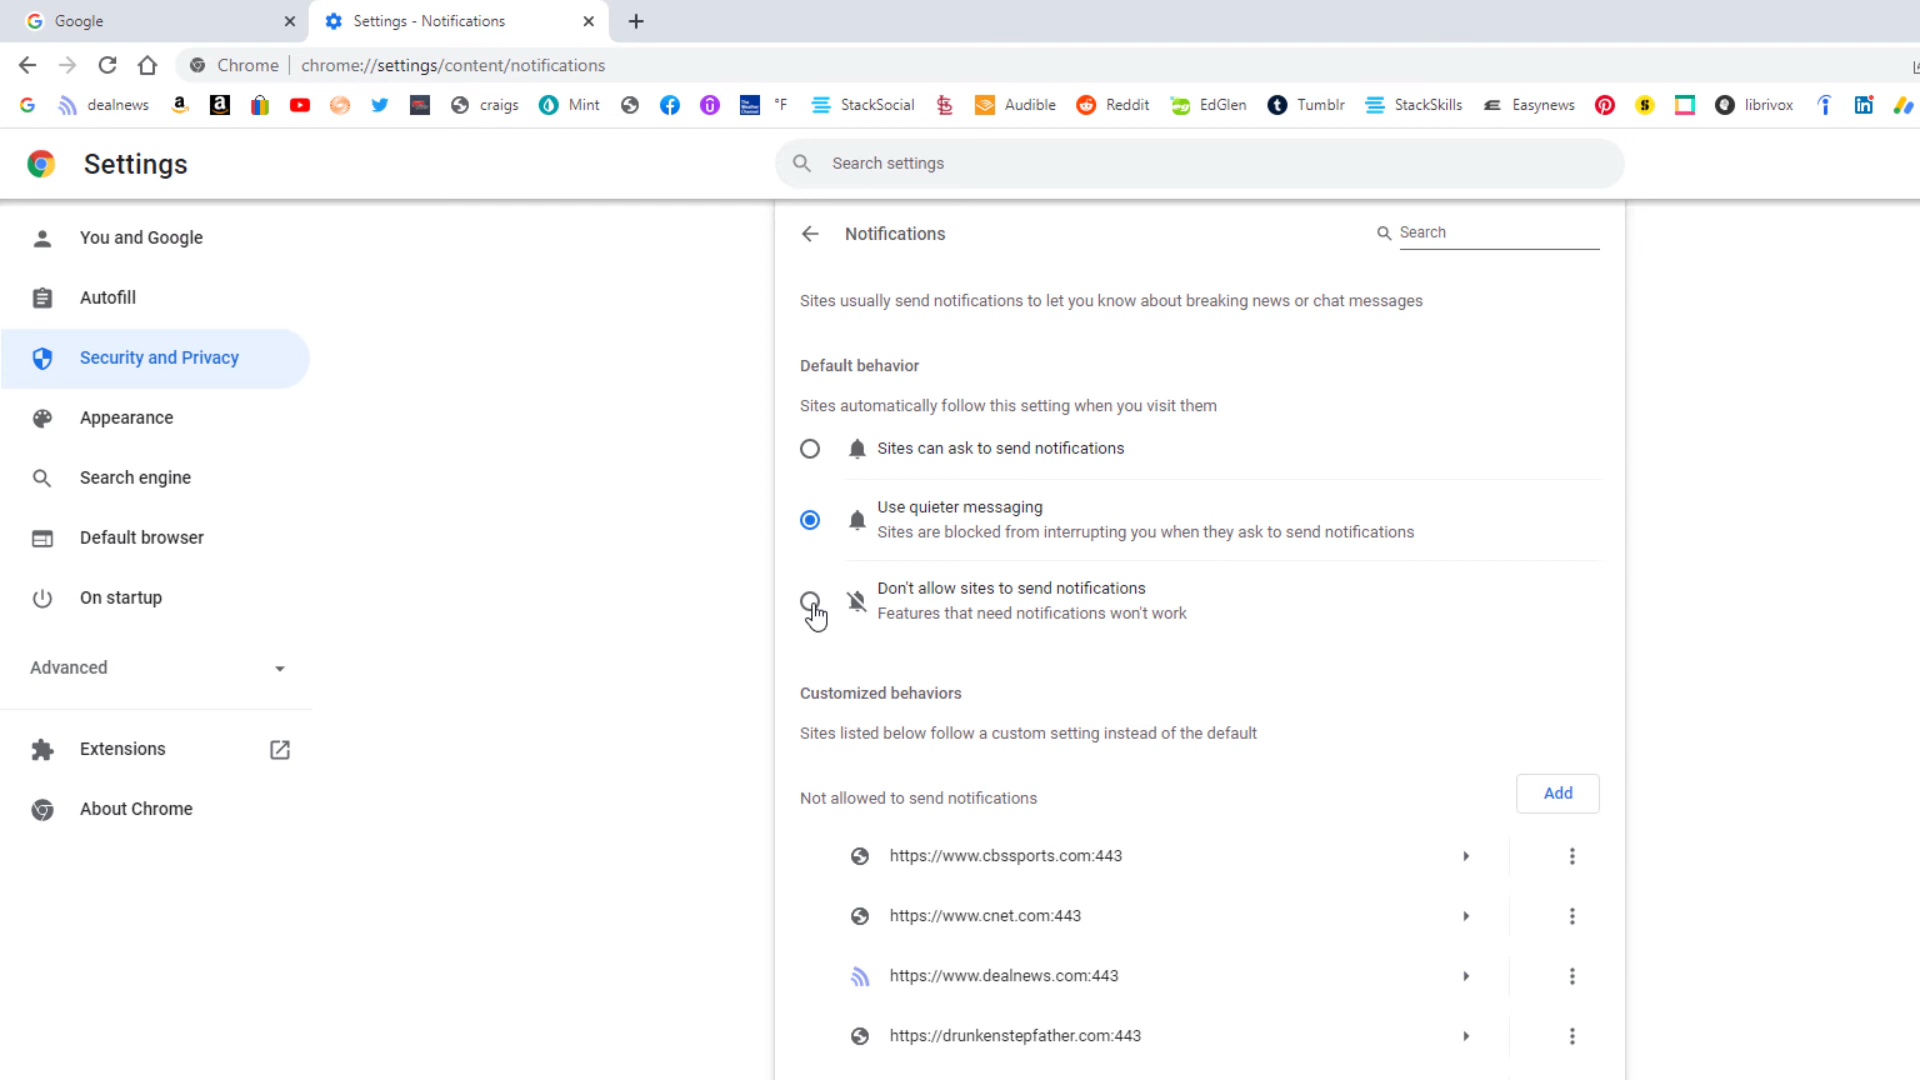 Google
Settings - Notifications
Chrome chrome://settings/content/notifications
dealnews craigs Mint °F StackSocial Audible Reddit EdGlen Tumblr StackSkills Easynews librivox
Settings
Search settings
You and Google
Autofill
Security and Privacy
Appearance
Search engine
Default browser
On startup
Advanced
Extensions
About Chrome
Notifications
Search
Sites usually send notifications to let you know about breaking news or chat messages
Default behavior
Sites automatically follow this setting when you visit them
Sites can ask to send notifications
Use quieter messaging
Sites are blocked from interrupting you when they ask to send notifications
Don't allow sites to send notifications
Features that need notifications won't work
Customized behaviors
Sites listed below follow a custom setting instead of the default
Not allowed to send notifications
Add
https://www.cbssports.com:443
https://www.cnet.com:443
https://www.dealnews.com:443
https://drunkenstepfather.com:443